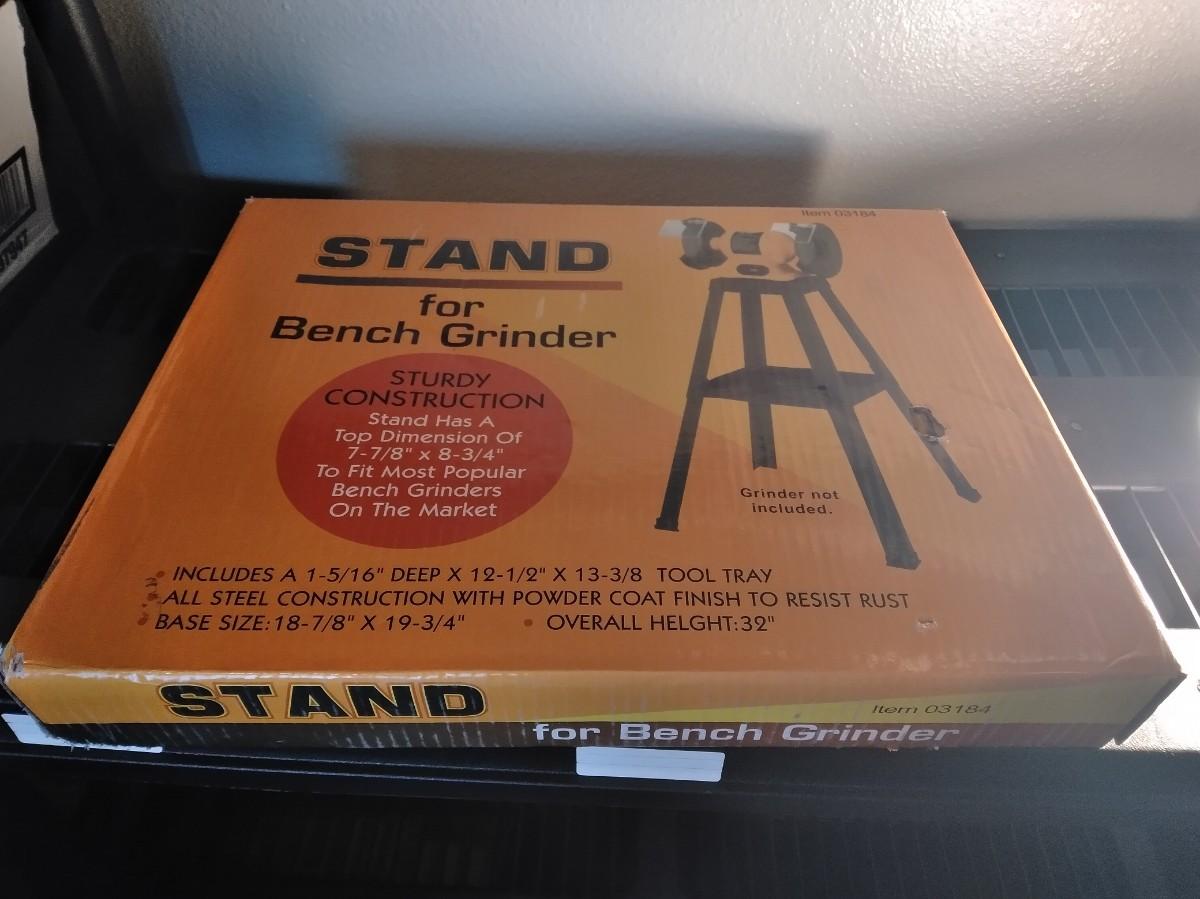 Item 03184
STAND
for
Bench Grinder
STURDY
CONSTRUCTION
Stand Has A
Top Dimension Of
7-7/8" x 8-3/4"
To Fit Most Popular
Bench Grinders
On The Market
Grinder not
included.
• INCLUDES A 1-5/16" DEEP X 12-1/2" X 13-3/8 TOOL TRAY
• ALL STEEL CONSTRUCTION WITH POWDER COAT FINISH TO RESIST RUST
• BASE SIZE:18-7/8" X 19-3/4" • OVERALL HELGHT:32"
STAND
Item 03184
for Bench Grinder